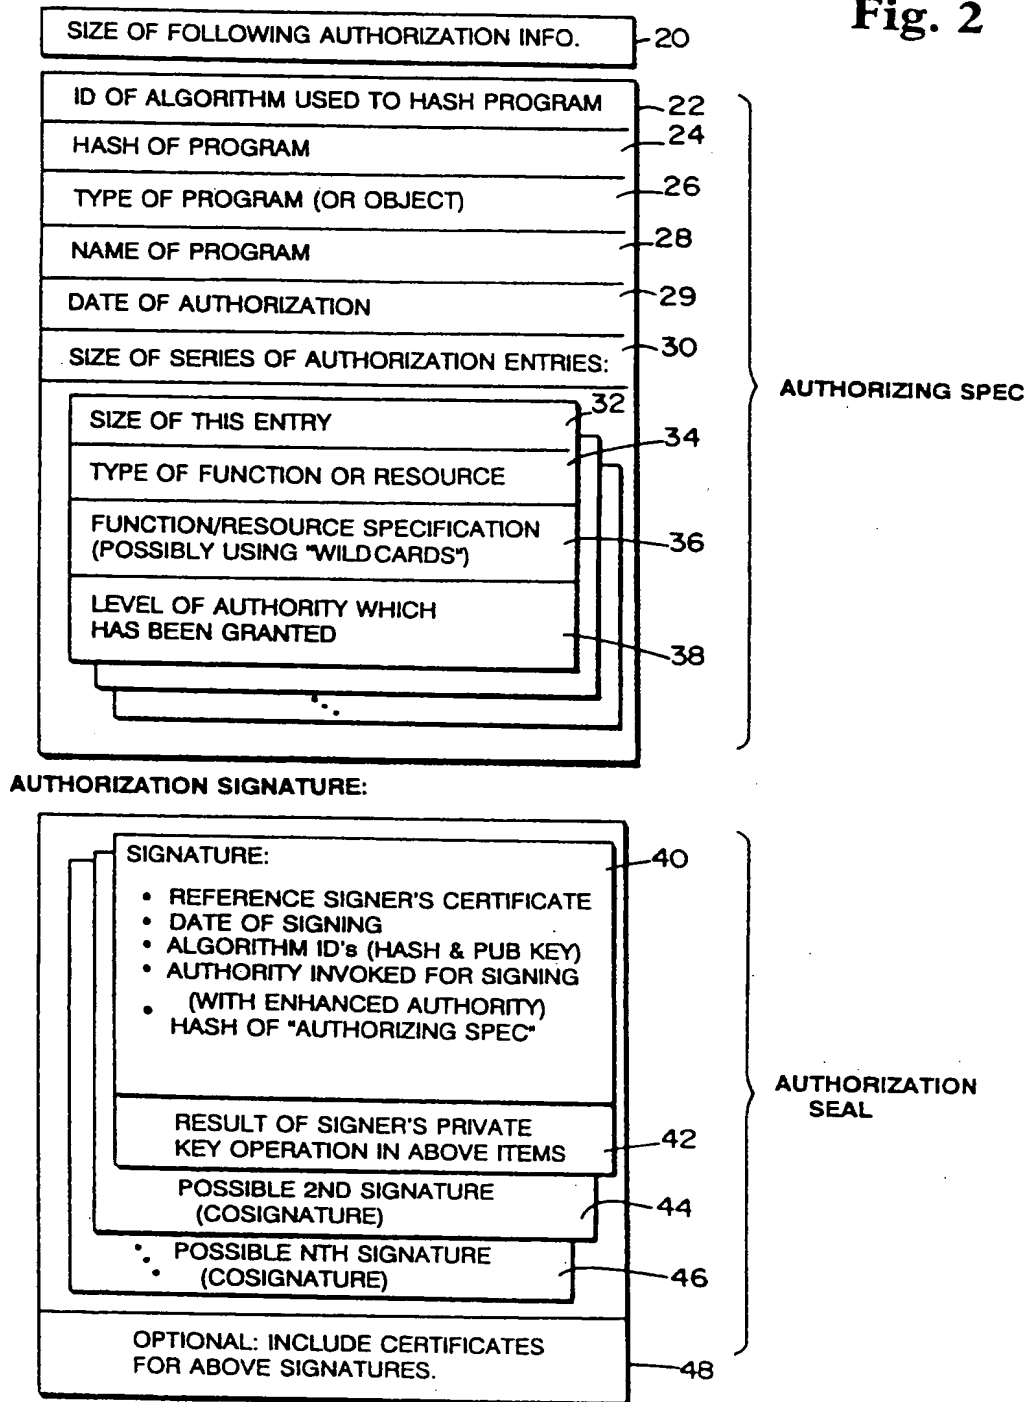 Fig. 2
SIZE OF FOLLOWING AUTHORIZATION INFO. 20
ID OF ALGORITHM USED TO HASH PROGRAM 22
HASH OF PROGRAM 24
TYPE OF PROGRAM (OR OBJECT) 26
NAME OF PROGRAM 28
DATE OF AUTHORIZATION 29
SIZE OF SERIES OF AUTHORIZATION ENTRIES: 30
AUTHORIZING SPEC
SIZE OF THIS ENTRY 32
TYPE OF FUNCTION OR RESOURCE 34
FUNCTION/RESOURCE SPECIFICATION
(POSSIBLY USING "WILD CARDS") 36
LEVEL OF AUTHORITY WHICH
HAS BEEN GRANTED 38
AUTHORIZATION SIGNATURE:
SIGNATURE: 40
• REFERENCE SIGNER'S CERTIFICATE
• DATE OF SIGNING
• ALGORITHM ID's (HASH & PUB KEY)
• AUTHORITY INVOKED FOR SIGNING
(WITH ENHANCED AUTHORITY)
• HASH OF "AUTHORIZING SPEC"
AUTHORIZATION
SEAL
RESULT OF SIGNER'S PRIVATE
KEY OPERATION IN ABOVE ITEMS 42
POSSIBLE 2ND SIGNATURE
(COSIGNATURE) 44
POSSIBLE NTH SIGNATURE
(COSIGNATURE) 46
OPTIONAL: INCLUDE CERTIFICATES
FOR ABOVE SIGNATURES. 48